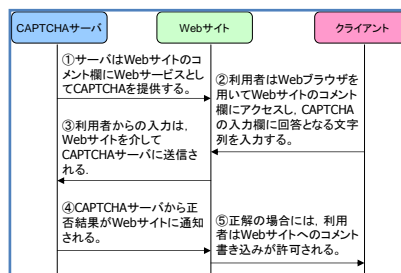 CAPTCHAサーバ
Webサイト
クライアント
①サーバはWebサイトのコ
メント欄にWebサービスとし
てCAPTCHAを提供する。
②利用者はWebブラウザを
用いてWebサイトのコメント
欄にアクセスし，CAPTCHA
の入力欄に回答となる文字
列を入力する。
③利用者からの入力は，
Webサイトを介して
CAPTCHAサーバに送信さ
れる.
④CAPTCHAサーバから正
否結果がWebサイトに通知
される。
⑤正解の場合には，利用
者はWebサイトへのコメント
書き込みが許可される。